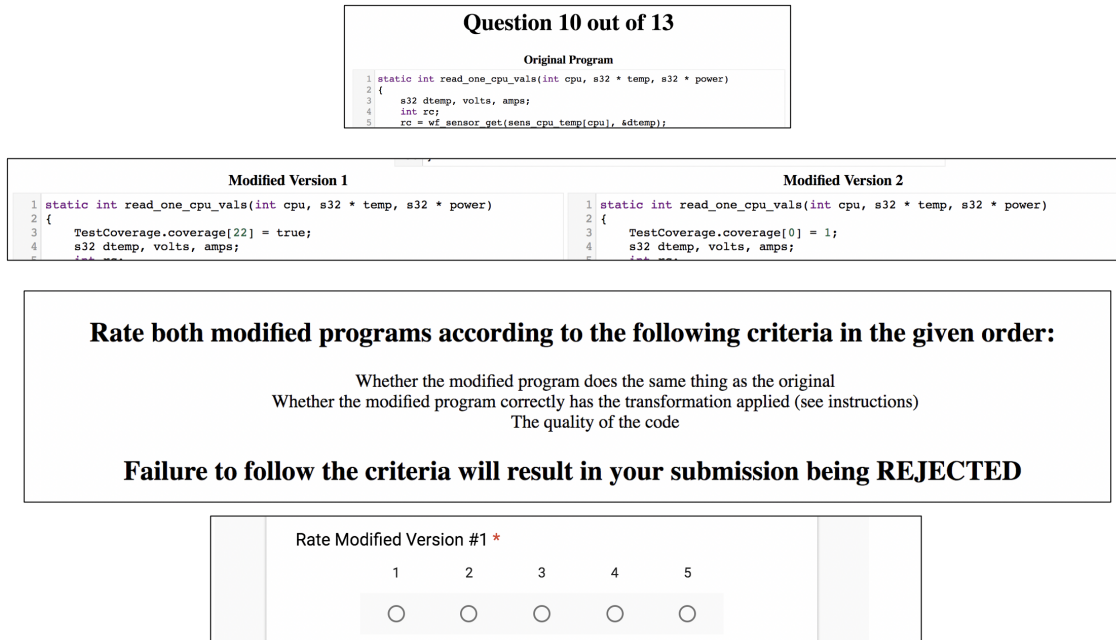 Question 10 out of 13
Original Program
1 static int read_one_cpu_vals(int cpu, s32 * temp, s32 * power)
2 {
3 s32 dtemp, volts, amps;
4 int rc;
5 rc = wf_sensor_get(sens_cpu_temp[cpu], &dtemp);
Modified Version 1
1 static int read_one_cpu_vals(int cpu, s32 * temp, s32 * power)
2 {
3 TestCoverage.coverage[22] = true;
4 s32 dtemp, volts, amps;
Modified Version 2
1 static int read_one_cpu_vals(int cpu, s32 * temp, s32 * power)
2 {
3 TestCoverage.coverage[0] = 1;
4 s32 dtemp, volts, amps;
Rate both modified programs according to the following criteria in the given order:
Whether the modified program does the same thing as the original
Whether the modified program correctly has the transformation applied (see instructions)
The quality of the code
Failure to follow the criteria will result in your submission being REJECTED
Rate Modified Version #1 *
1 2 3 4 5